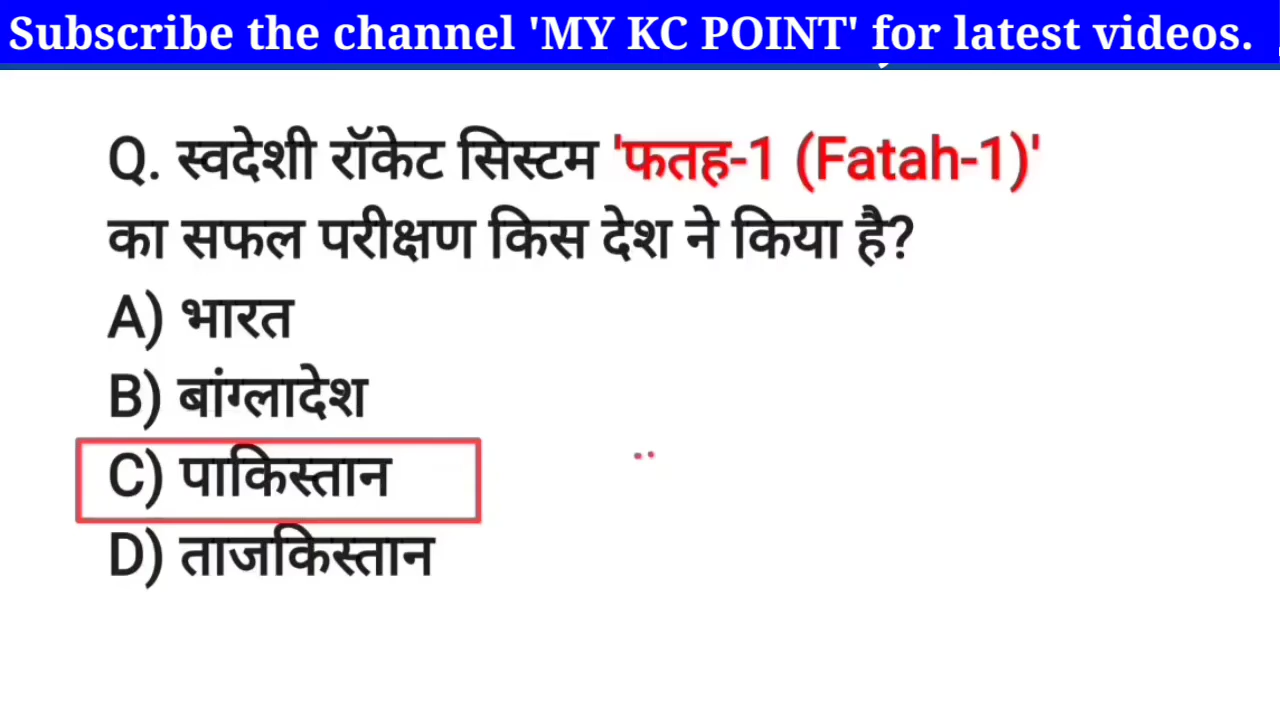 Subscribe the channel 'MY KC POINT' for latest videos.
Q. स्वदेशी रॉकेट सिस्टम 'फतह-1 (Fatah-1)'
का सफल परीक्षण किस देश ने किया है?
A) भारत
B) बांग्लादेश
C) पाकिस्तान
D) ताजकिस्तान